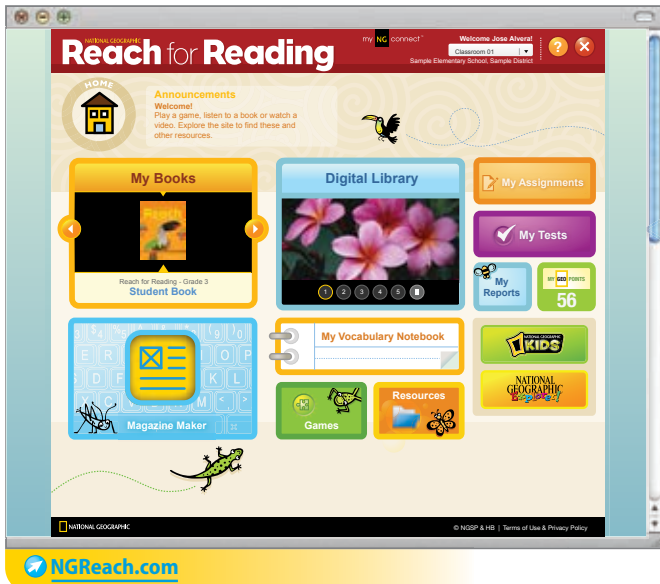 NATIONAL GEOGRAPHIC
Reach for Reading
my NG connect
Welcome Jose Alvera!
Classroom 01
Sample Elementary School, Sample District
?
HOME
Announcements
Welcome!
Play a game, listen to a book or watch a
video. Explore the site to find these and
other resources.
My Books
Reach for Reading - Grade 3
Student Book
Digital Library
1 2 3 4 5
My Assignments
My Tests
My
Reports
MY GEO POINTS
56
Magazine Maker
My Vocabulary Notebook
Games
Resources
NATIONAL GEOGRAPHIC
KIDS
NATIONAL
GEOGRAPHIC
Explorer!
NATIONAL GEOGRAPHIC
© NGSP & HB | Terms of Use & Privacy Policy
NGReach.com